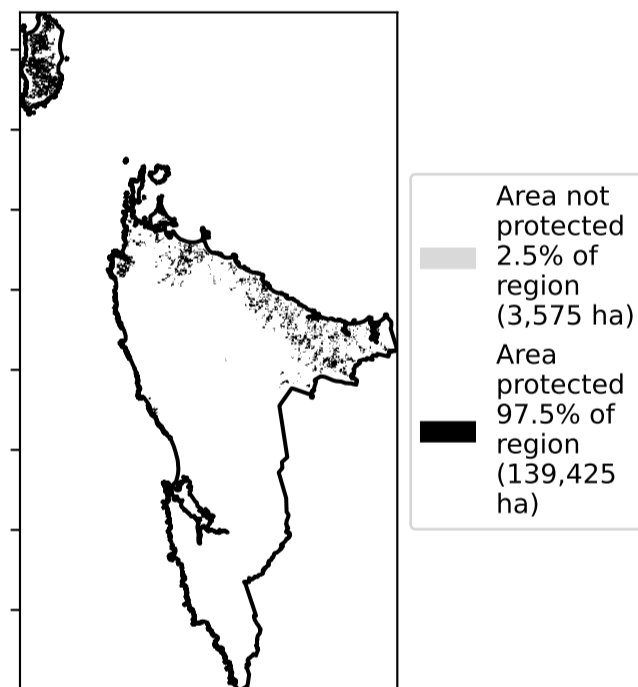 Area not
protected
2.5% of
region
(3,575 ha)
Area
protected
97.5% of
region
(139,425
ha)